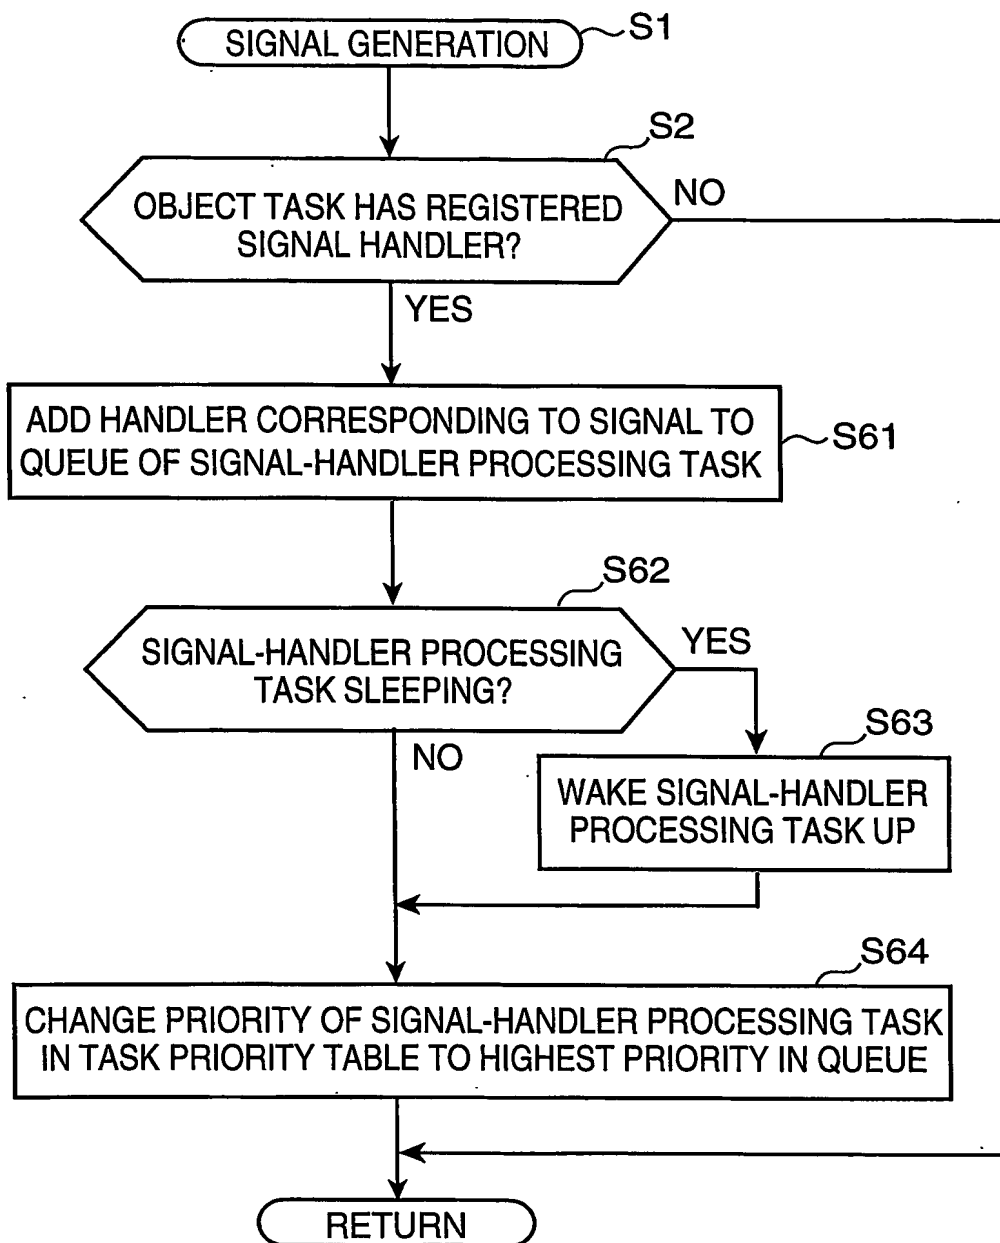 SIGNAL GENERATION
S1
S2
OBJECT TASK HAS REGISTERED
SIGNAL HANDLER?
NO
YES
ADD HANDLER CORRESPONDING TO SIGNAL TO
QUEUE OF SIGNAL-HANDLER PROCESSING TASK
S61
S62
SIGNAL-HANDLER PROCESSING
TASK SLEEPING?
YES
NO
S63
WAKE SIGNAL-HANDLER
PROCESSING TASK UP
S64
CHANGE PRIORITY OF SIGNAL-HANDLER PROCESSING TASK
IN TASK PRIORITY TABLE TO HIGHEST PRIORITY IN QUEUE
RETURN